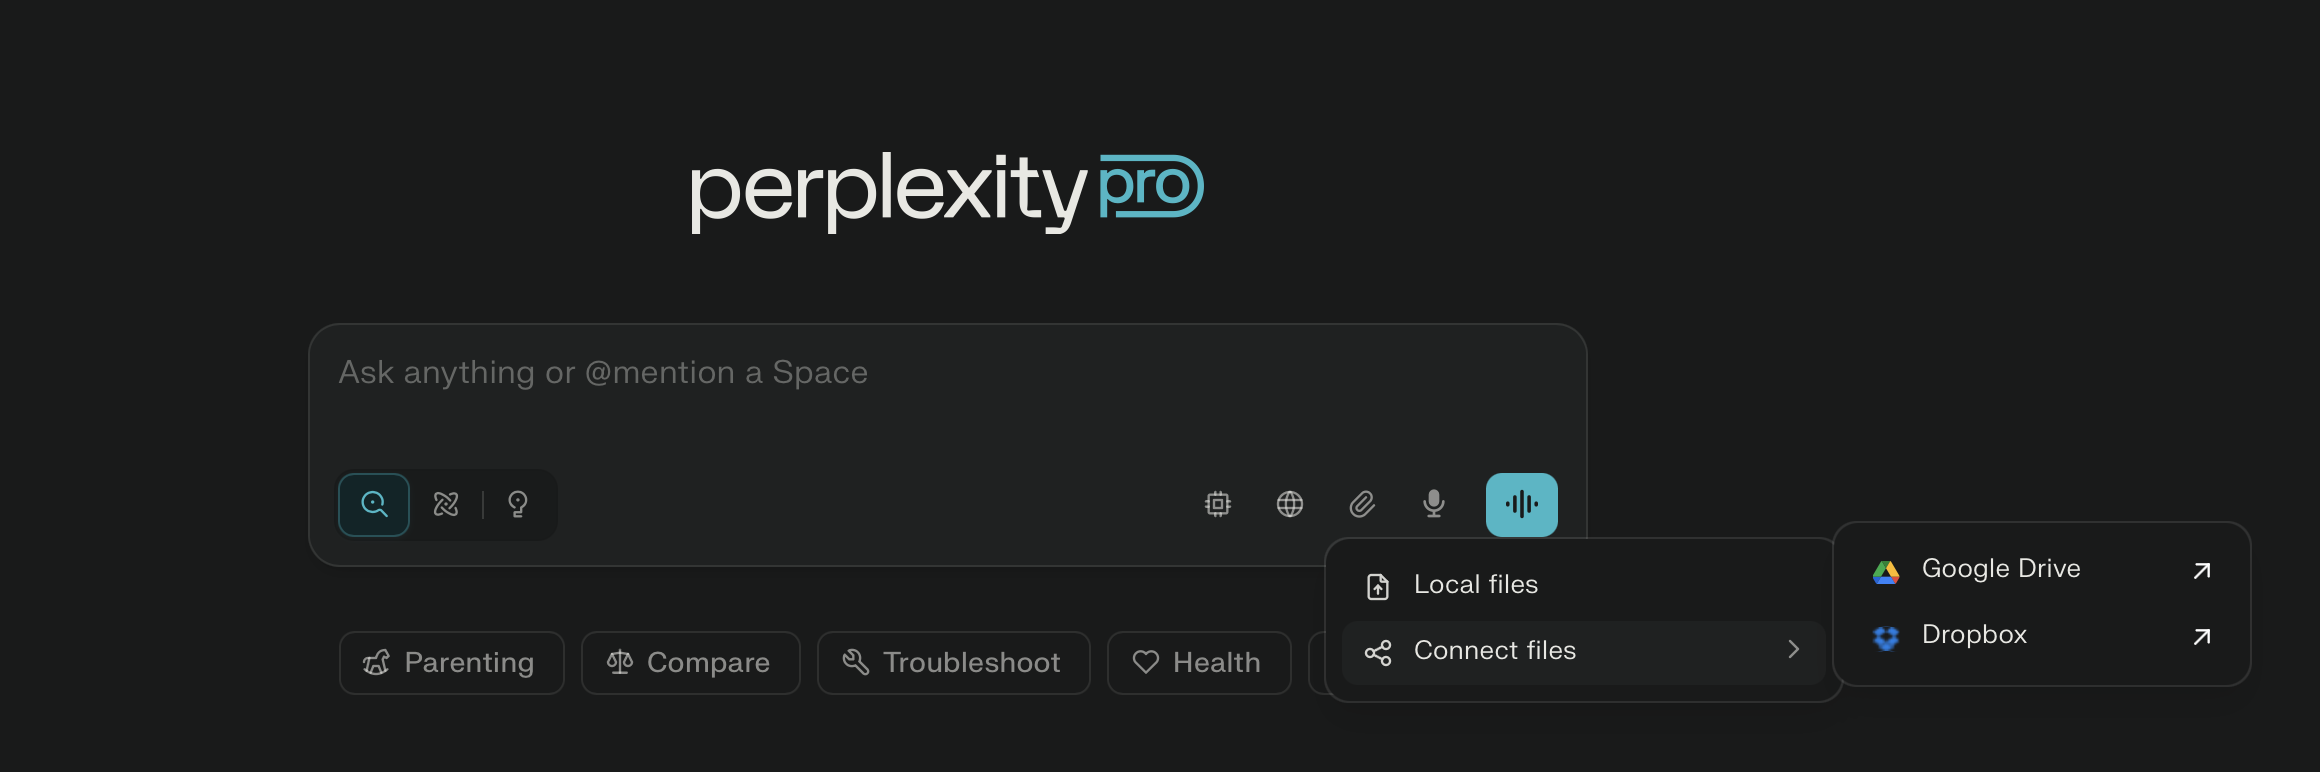 perplexity pro
Ask anything or @mention a Space
Local files
Connect files
Google Drive
Dropbox
Parenting
Compare
Troubleshoot
Health